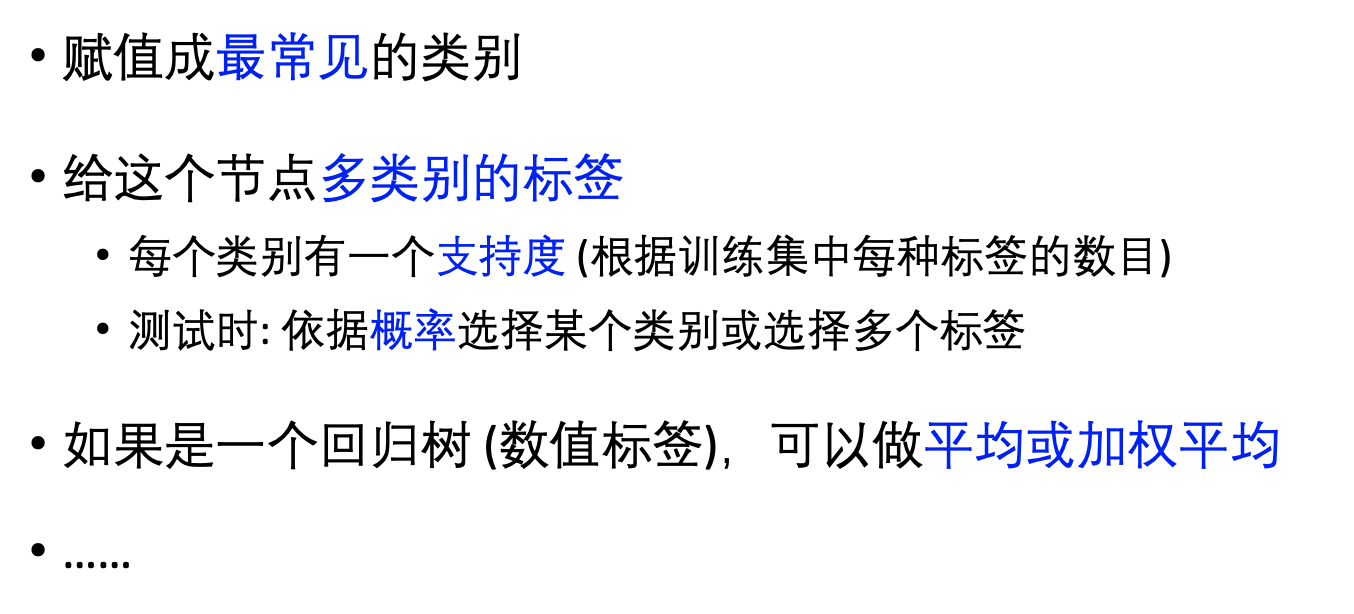 • 赋值成最常见的类别
• 给这个节点多类别的标签
• 每个类别有一个支持度 (根据训练集中每种标签的数目)
• 测试时: 依据概率选择某个类别或选择多个标签
• 如果是一个回归树 (数值标签)，可以做平均或加权平均
• ……